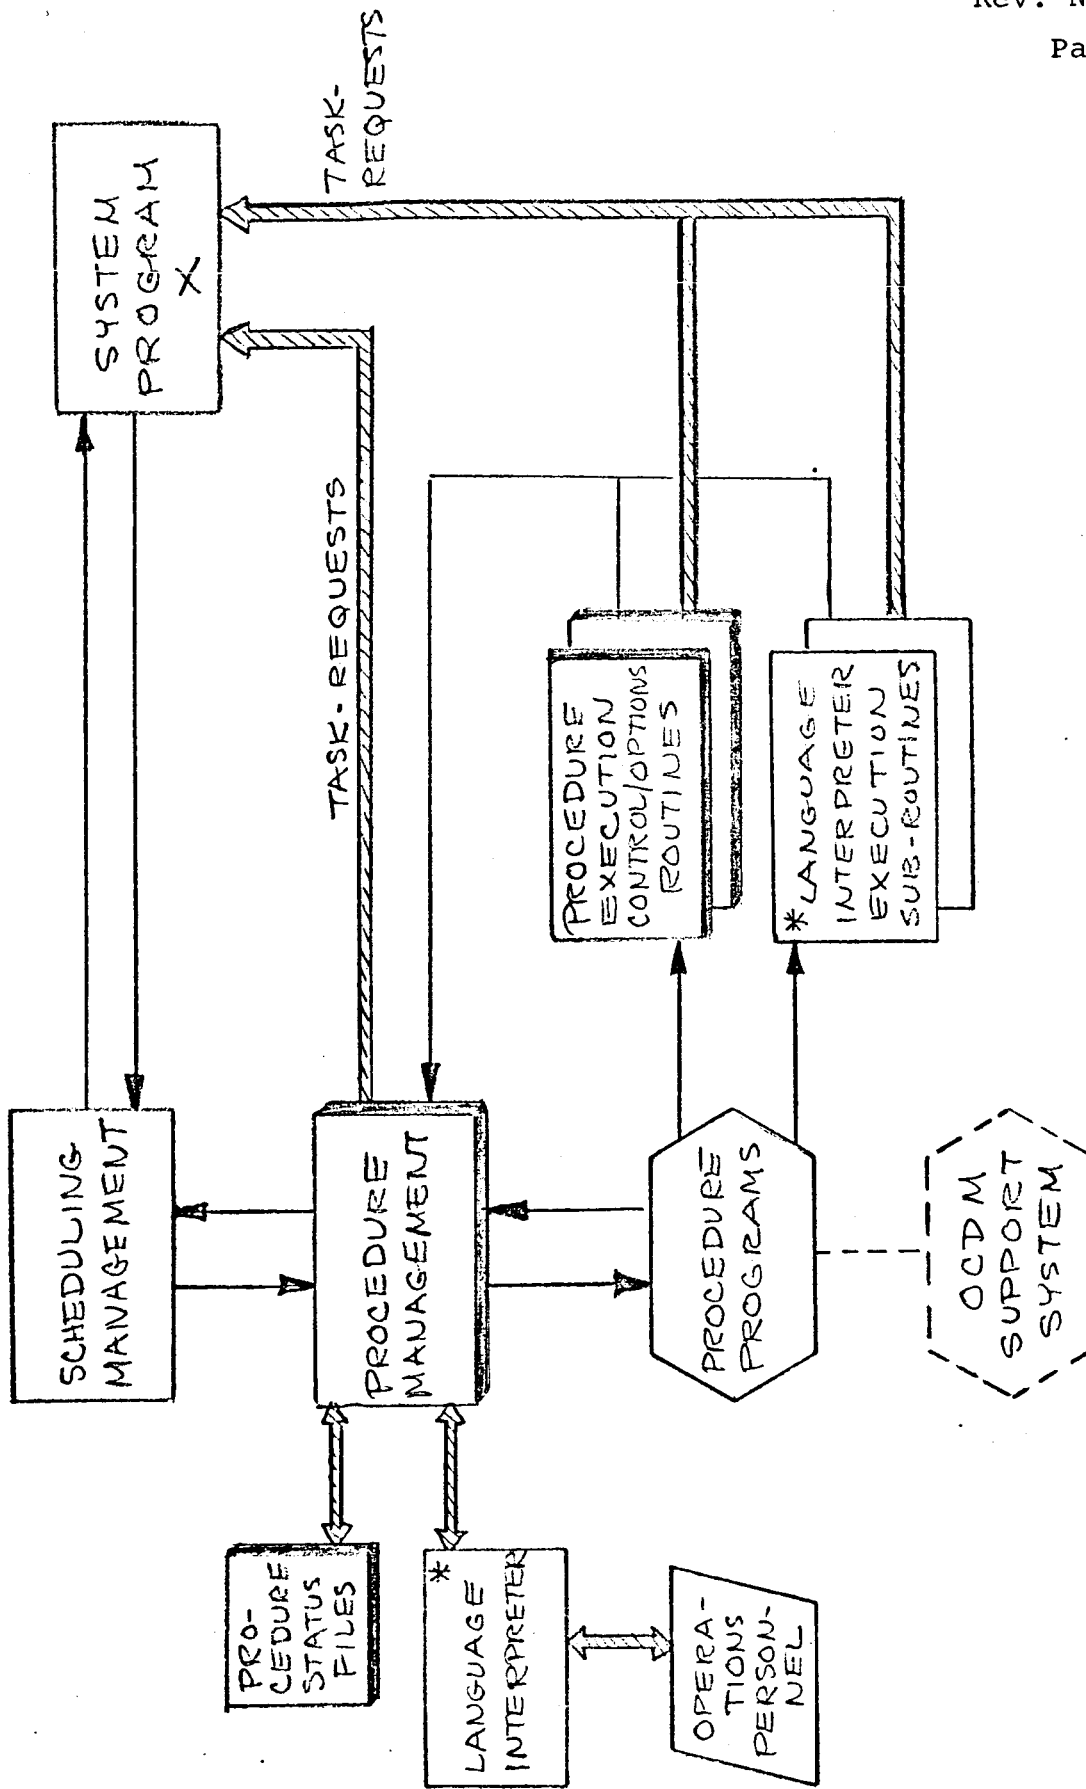 Rev. N
Pa
SYSTEM
PROGRAM
X
TASK-
REQUESTS
TASK-REQUESTS
SCHEDULING
MANAGEMENT
PROCEDURE
MANAGEMENT
PRO-
CEDURE
STATUS
FILES
*
LANGUAGE
INTERPRETER
OPERA-
TIONS
PERSON-
NEL
PROCEDURE
PROGRAMS
OCDM
SUPPORT
SYSTEM
PROCEDURE
EXECUTION
CONTROL/OPTIONS
ROUTINES
*LANGUAGE
INTERPRETER
EXECUTION
SUB-ROUTINES